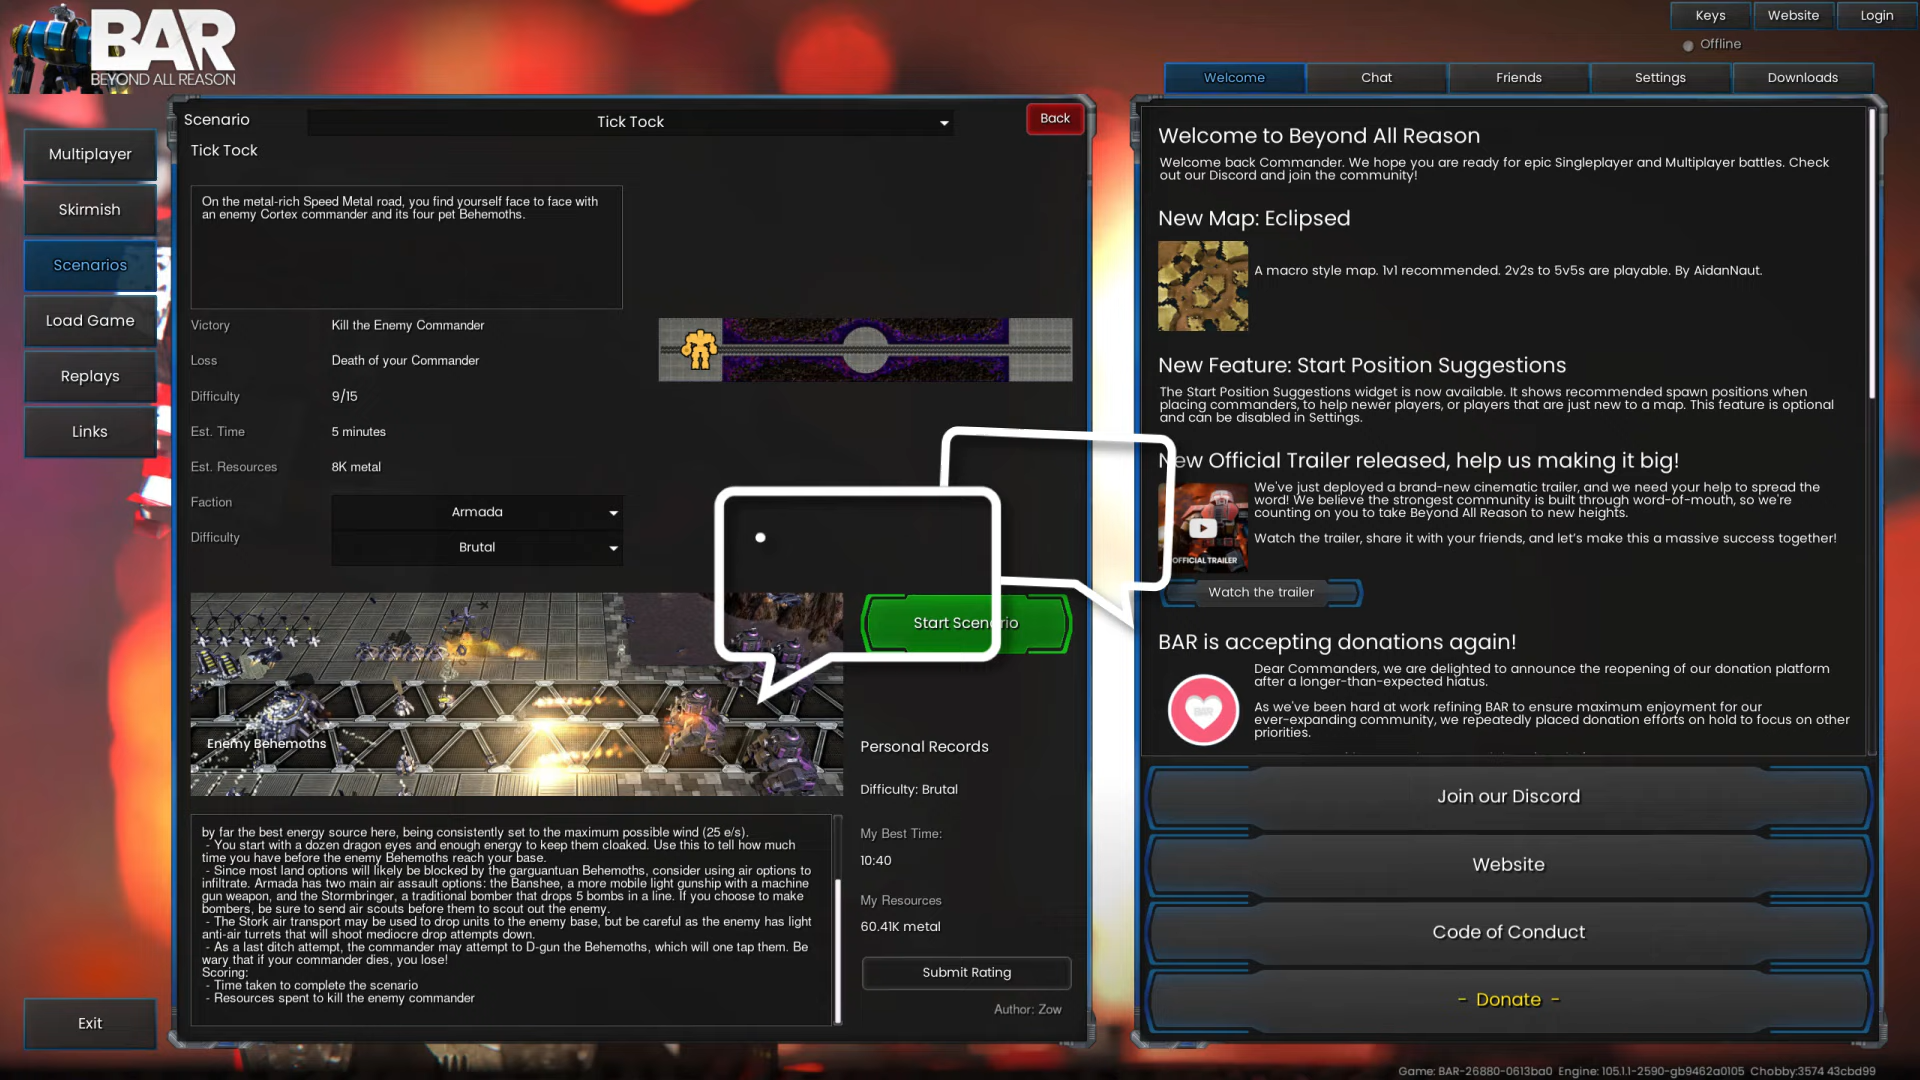 BAR
BEYOND ALL REASON
Keys
Website
Login
Offline
Multiplayer
Skirmish
Scenarios
Load Game
Replays
Links
Exit
Scenario
Tick Tock
Back
Tick Tock
On the metal-rich Speed Metal road, you find yourself face to face with
an enemy Cortex commander and its four pet Behemoths.
Victory
Kill the Enemy Commander
Loss
Death of your Commander
Difficulty
9/15
Est. Time
5 minutes
Est. Resources
8K metal
Faction
Armada
Difficulty
Brutal
Start Scenario
Enemy Behemoths
by far the best energy source here, being consistently set to the maximum possible wind (25 e/s).
- You start with a dozen dragon eyes and enough energy to keep them cloaked. Use this to tell how much
time you have before the enemy Behemoths reach your base.
- Since most land options will likely be blocked by the garguantuan Behemoths, consider using air options to
infiltrate. Armada has two main air assault options: the Banshee, a more mobile light gunship with a machine
gun weapon, and the Stormbringer, a traditional bomber that drops 5 bombs in a line. If you choose to make
bombers, be sure to send air scouts before them to scout out the enemy.
- The Stork air transport may be used to drop units to the enemy base, but be careful as the enemy has light
anti-air turrets that will shoot mediocre drop attempts down.
- As a last ditch attempt, the commander may attempt to D-gun the Behemoths, which will one tap them. Be
wary that if your commander dies, you lose!
Scoring:
- Time taken to complete the scenario
- Resources spent to kill the enemy commander
Personal Records
Difficulty: Brutal
My Best Time:
10:40
My Resources
60.41K metal
Submit Rating
Author: Zow
Welcome
Chat
Friends
Settings
Downloads
Welcome to Beyond All Reason
Welcome back Commander. We hope you are ready for epic Singleplayer and Multiplayer battles. Check
out our Discord and join the community!
New Map: Eclipsed
A macro style map. 1v1 recommended. 2v2s to 5v5s are playable. By AidanNaut.
New Feature: Start Position Suggestions
The Start Position Suggestions widget is now available. It shows recommended spawn positions when
placing commanders, to help newer players, or players that are just new to a map. This feature is optional
and can be disabled in Settings.
New Official Trailer released, help us making it big!
We've just deployed a brand-new cinematic trailer, and we need your help to spread the
word! We believe the strongest community is built through word-of-mouth, so we're
counting on you to take Beyond All Reason to new heights.
Watch the trailer, share it with your friends, and let's make this a massive success together!
OFFICIAL TRAILER
Watch the trailer
BAR is accepting donations again!
Dear Commanders, we are delighted to announce the reopening of our donation platform
after a longer-than-expected hiatus.
As we've been hard at work refining BAR to ensure maximum enjoyment for our
ever-expanding community, we repeatedly placed donation efforts on hold to focus on other
priorities.
BAR
Join our Discord
Website
Code of Conduct
- Donate -
Game: BAR-26880-0613ba0 Engine: 105.1.1-2590-gb9462a0105 Chobby:3574 43cbd99